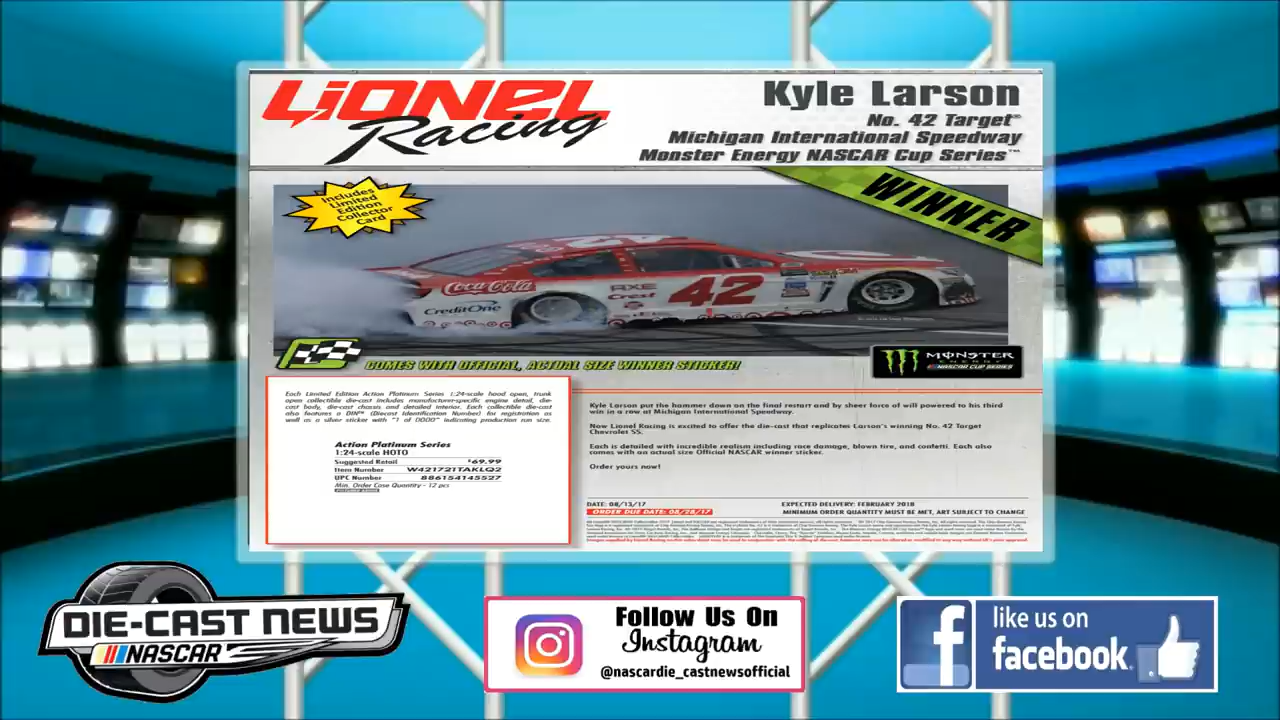 LIONEL
Racing
Kyle Larson
No. 42 Target®
Michigan International Speedway
Monster Energy NASCAR Cup Series™
Includes
Limited
Edition
Collector
Card
WINNER
Coca-Cola
CreditOne
AXE
Crest
42
COMES WITH OFFICIAL, ACTUAL SIZE WINNER STICKER!
MONSTER
ENERGY
NASCAR CUP SERIES
Each Limited Edition Action Platinum Series 1:24-scale hood open, trunk
open collectible die-cast includes manufacturer-specific engine detail, die-
cast body, die-cast chassis and detailed interior. Each collectible die-cast
also features a DIN™ (Diecast Identification Number) for registration as
well as a silver sticker with "1 of 0000" indicating production run size.
Action Platinum Series
1:24-scale HOTO
Suggested Retail $69.99
Item Number W421721TAKLQ2
UPC Number 886154145527
Min. Order Case Quantity - 12 pcs
Kyle Larson put the hammer down on the final restart and by sheer force of will powered to his third
win in a row at Michigan International Speedway.
Now Lionel Racing is excited to offer the die-cast that replicates Larson's winning No. 42 Target
Chevrolet SS.
Each is detailed with incredible realism including race damage, blown tire, and confetti. Each also
comes with an actual size Official NASCAR winner sticker.
Order yours now!
DATE: 08/13/17 EXPECTED DELIVERY: FEBRUARY 2018
ORDER DUE DATE: 08/28/17 MINIMUM ORDER QUANTITY MUST BE MET, ART SUBJECT TO CHANGE
DIE-CAST NEWS
NASCAR
Follow Us On
Instagram
@nascardie_castnewsofficial
like us on
facebook